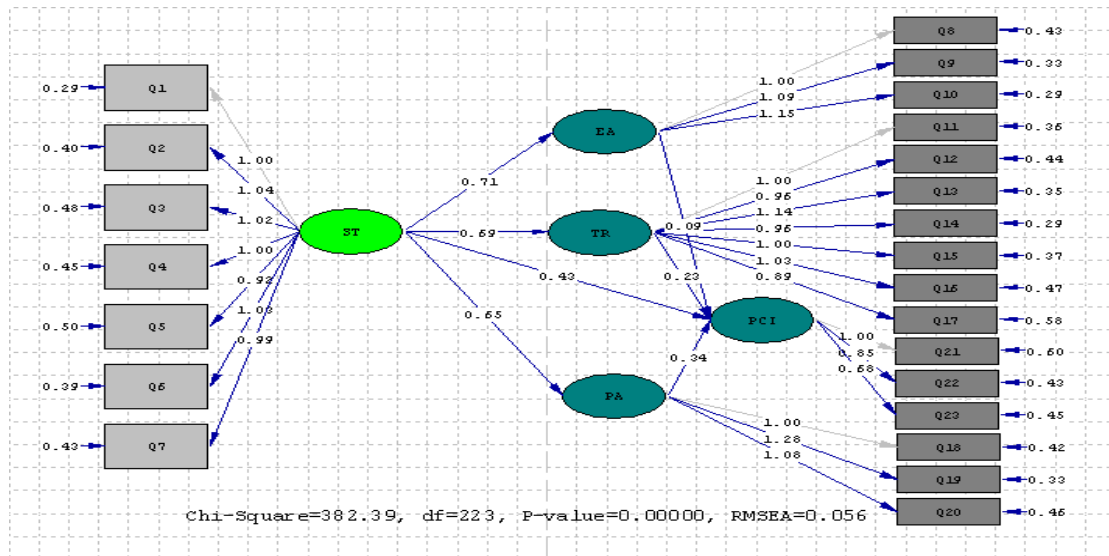 Q8 0.43
Q9 0.33
Q10 0.29
Q11 0.36
Q12 0.44
Q13 0.35
Q14 0.29
Q15 0.37
Q16 0.47
Q17 0.58
Q21 0.60
Q22 0.43
Q23 0.45
Q18 0.42
Q19 0.33
Q20 0.46
0.29 Q1
0.40 Q2
0.48 Q3
0.45 Q4
0.50 Q5
0.39 Q6
0.43 Q7
1.00
1.04
1.02
1.00
0.92
1.03
0.99
ST
0.71
0.69
0.43
0.65
EA
TR
PA
PCI
1.00
1.09
1.15
1.00
0.96
1.14
0.96
1.00
1.03
0.89
0.09
0.23
0.34
1.00
0.85
0.68
1.00
1.28
1.08
Chi-Square=382.39, df=223, P-value=0.00000, RMSEA=0.056